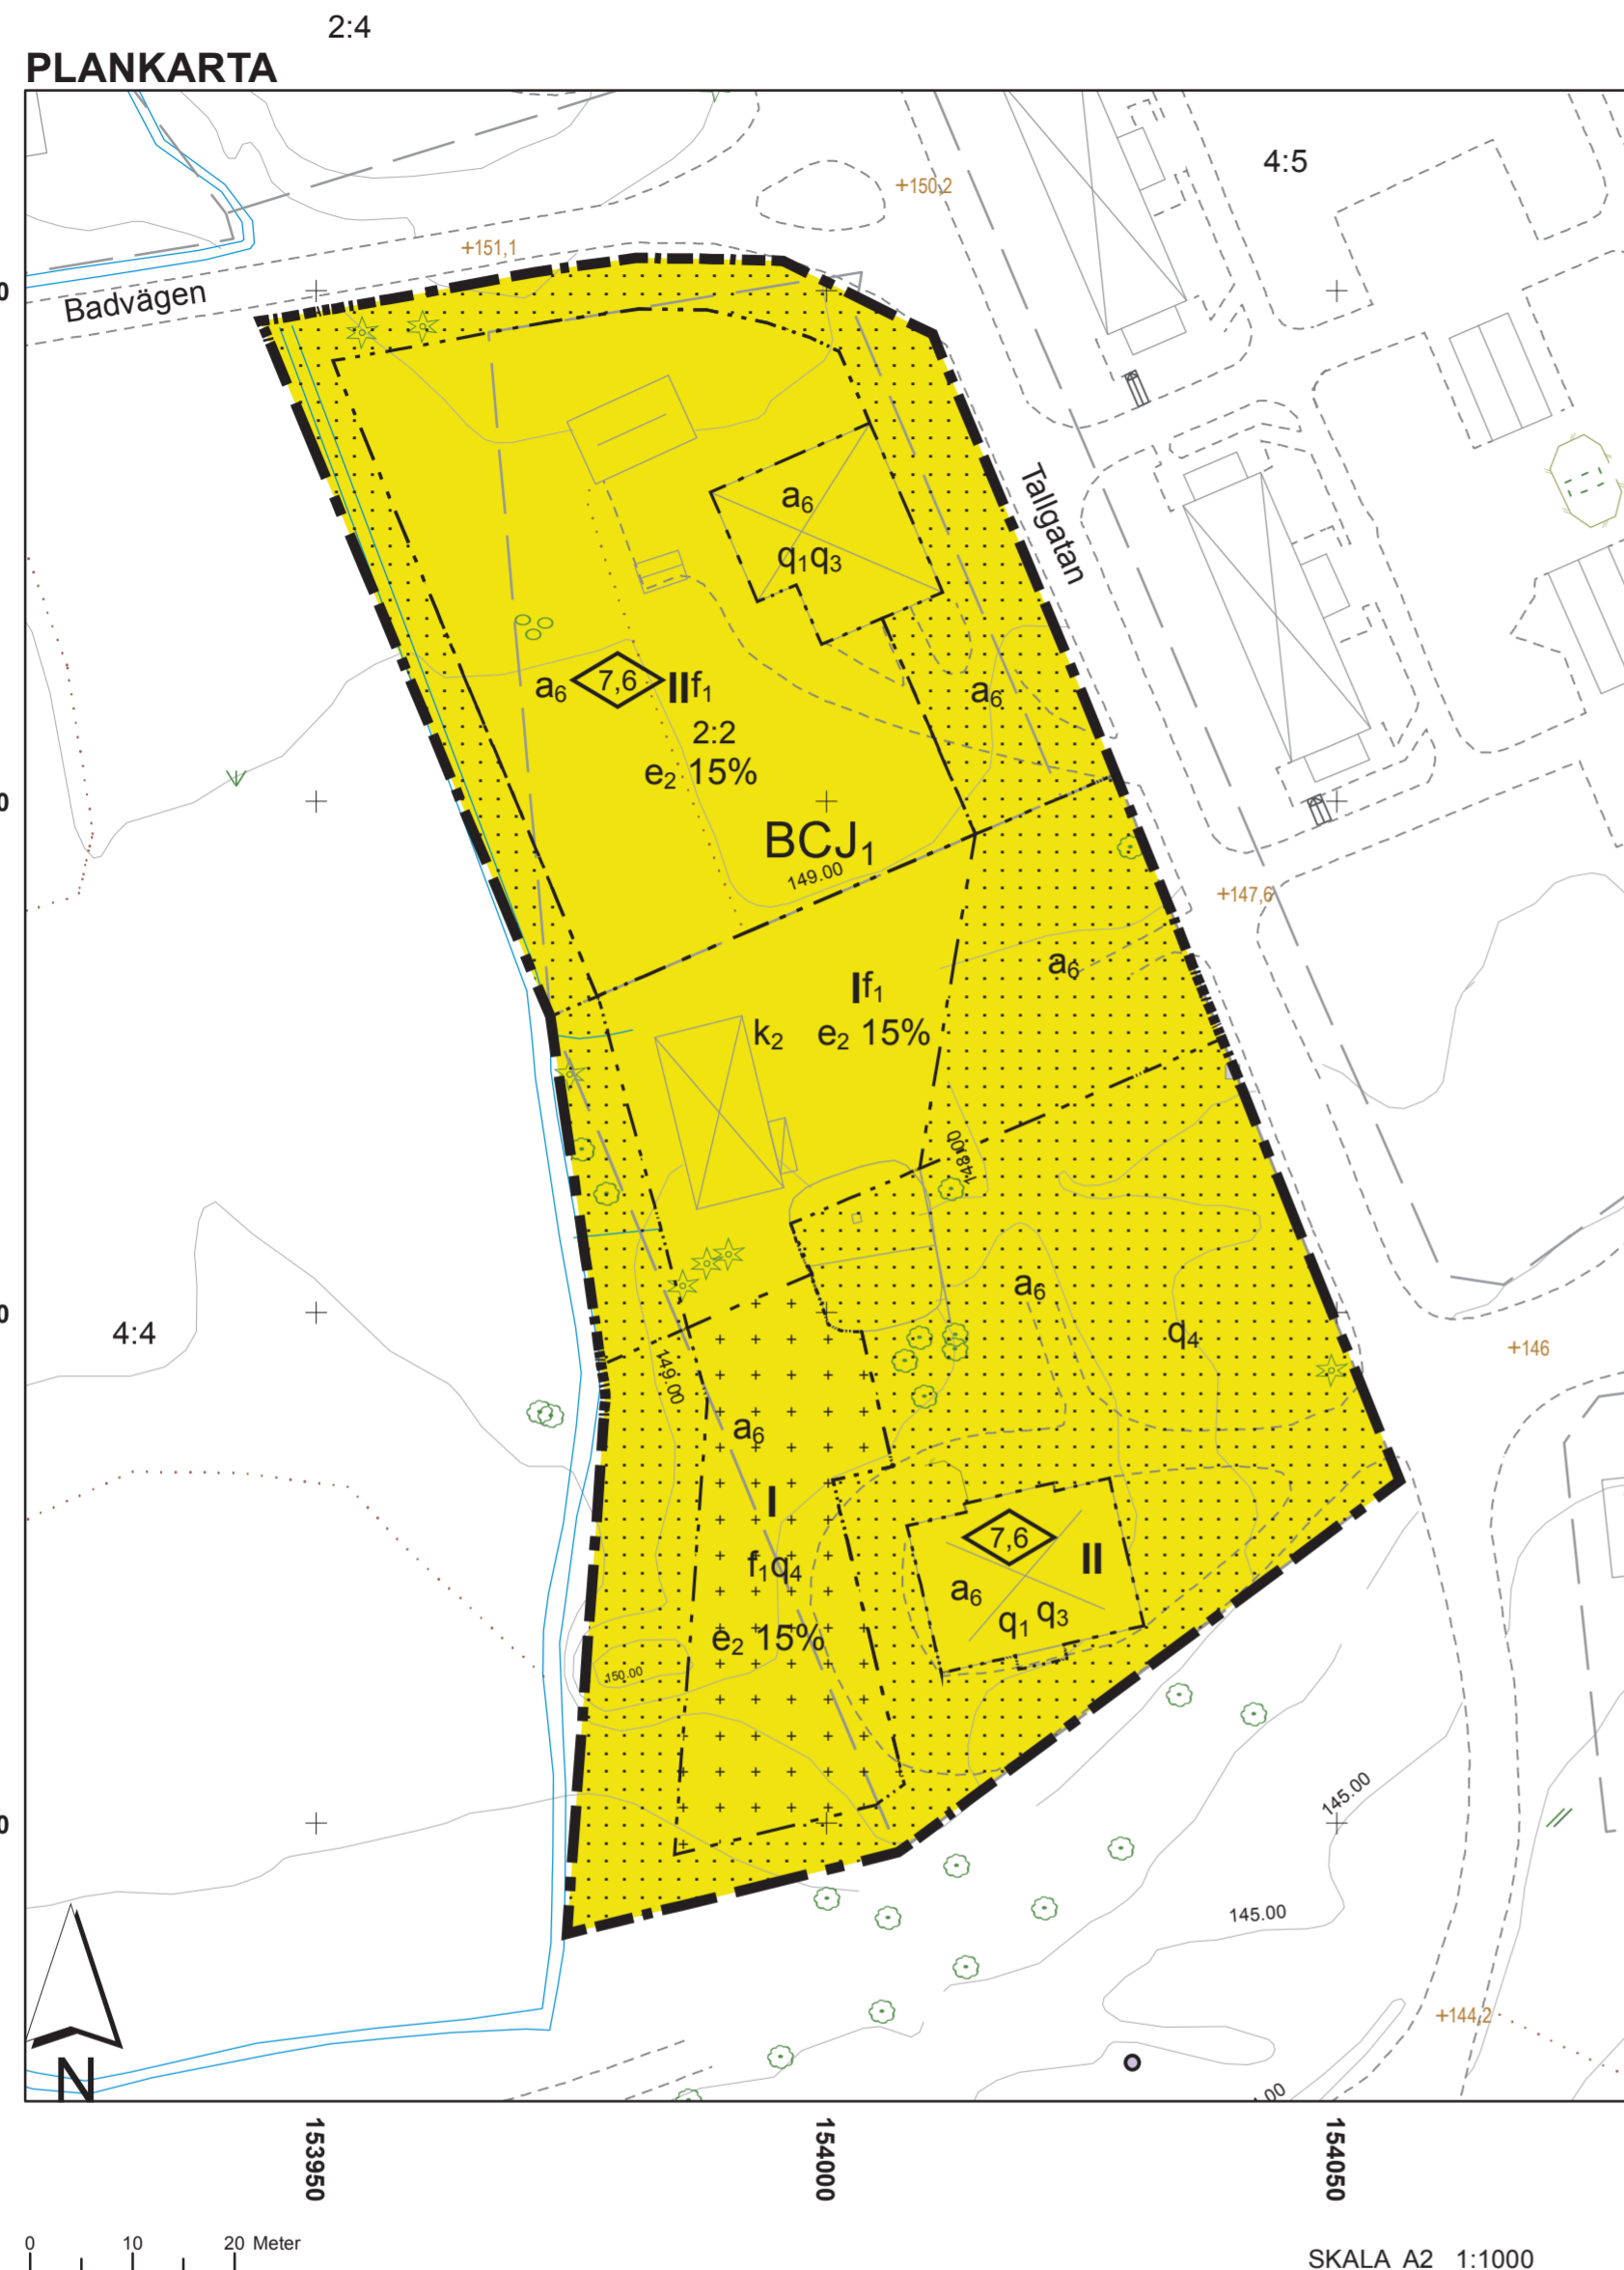 2:4
PLANKARTA
4:5
+150,2
+151,1
Badvägen
Tallgatan
a6
q1q3
a6 7,6 IIf1
a6
2:2
e2 15%
BCJ1
149.00
+147,6
a6
If1
k2 e2 15%
148.00
a6
4:4
q4
+146
149.00
a6
I
7,6 II
f1q4
a6
q1 q3
e2 15%
150.00
145.00
145.00
+144,2
.00
N
153950
154000
154050
0 10 20 Meter
SKALA A2 1:1000